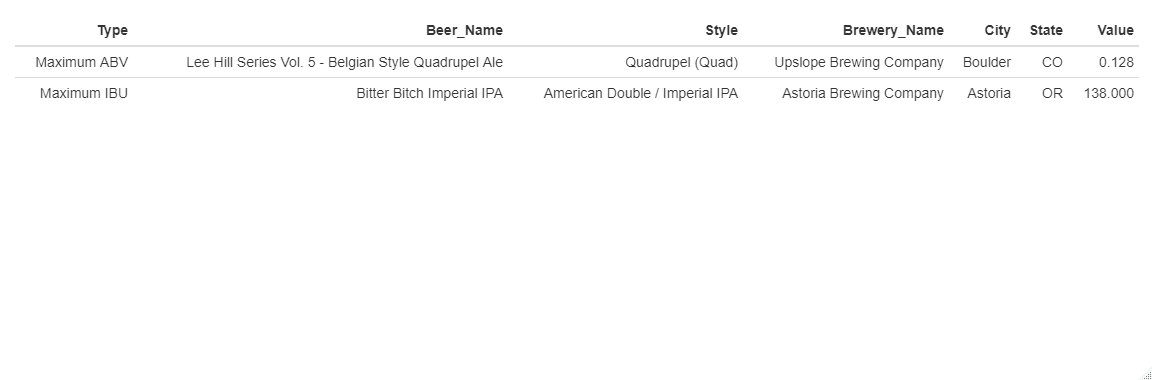 Type Beer_Name Style Brewery_Name City State Value
Maximum ABV Lee Hill Series Vol. 5 - Belgian Style Quadrupel Ale Quadrupel (Quad) Upslope Brewing Company Boulder CO 0.128
Maximum IBU Bitter Bitch Imperial IPA American Double / Imperial IPA Astoria Brewing Company Astoria OR 138.000